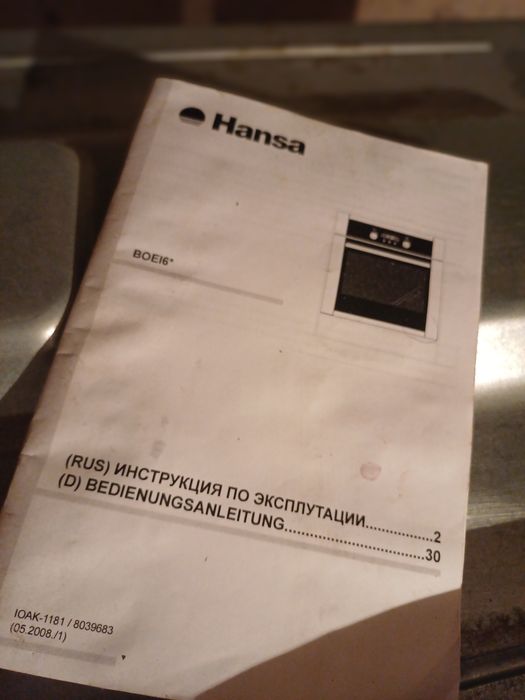 Hansa
BOEI6*
(RUS) ИНСТРУКЦИЯ ПО ЭКСПЛУТАЦИИ.................2
(D) BEDIENUNGSANLEITUNG...................................30
IOAK-1181 / 8039683
(05.2008./1)